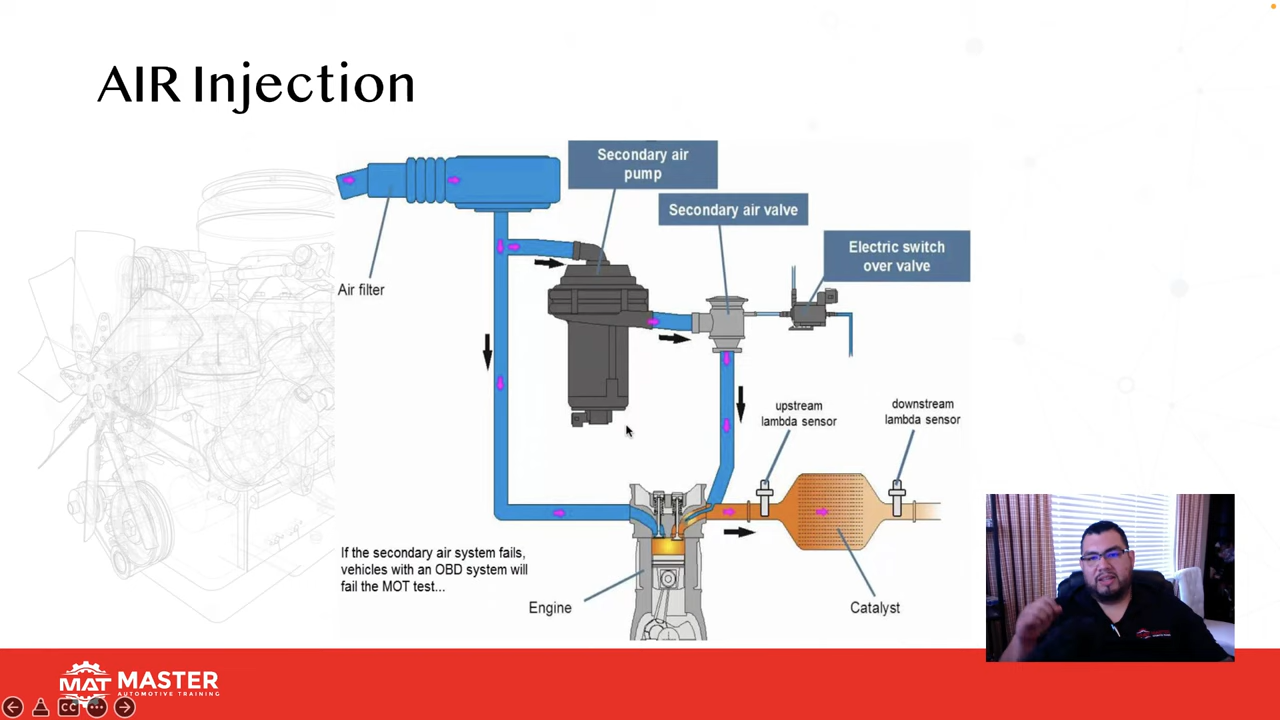 AIR Injection
Secondary air
pump
Secondary air valve
Electric switch
over valve
Air filter
upstream
lambda sensor
downstream
lambda sensor
If the secondary air system fails,
vehicles with an OBD system will
fail the MOT test...
Engine
Catalyst
MAT MASTER
AUTOMOTIVE TRAINING
CC